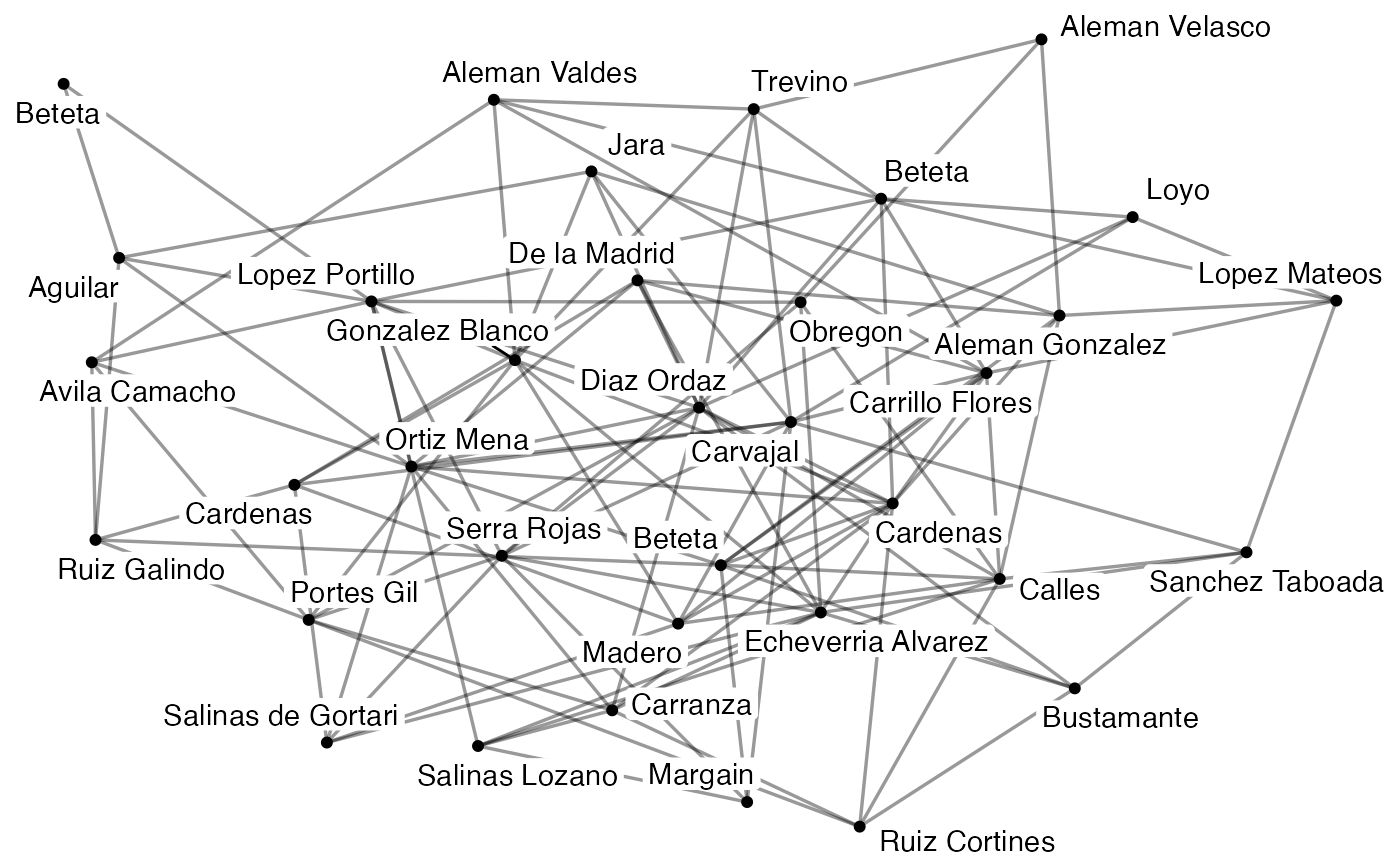 Aleman Velasco
Aleman Valdes
Trevino
Beteta
Jara
Beteta
Loyo
De la Madrid
Aguilar
Lopez Portillo
Lopez Mateos
Gonzalez Blanco
Obregon
Aleman Gonzalez
Diaz Ordaz
Avila Camacho
Carrillo Flores
Ortiz Mena
Carvajal
Cardenas
Serra Rojas
Beteta
Cardenas
Ruiz Galindo
Portes Gil
Calles
Sanchez Taboada
Madero
Echeverria Alvarez
Salinas de Gortari
Carranza
Bustamante
Salinas Lozano
Margain
Ruiz Cortines